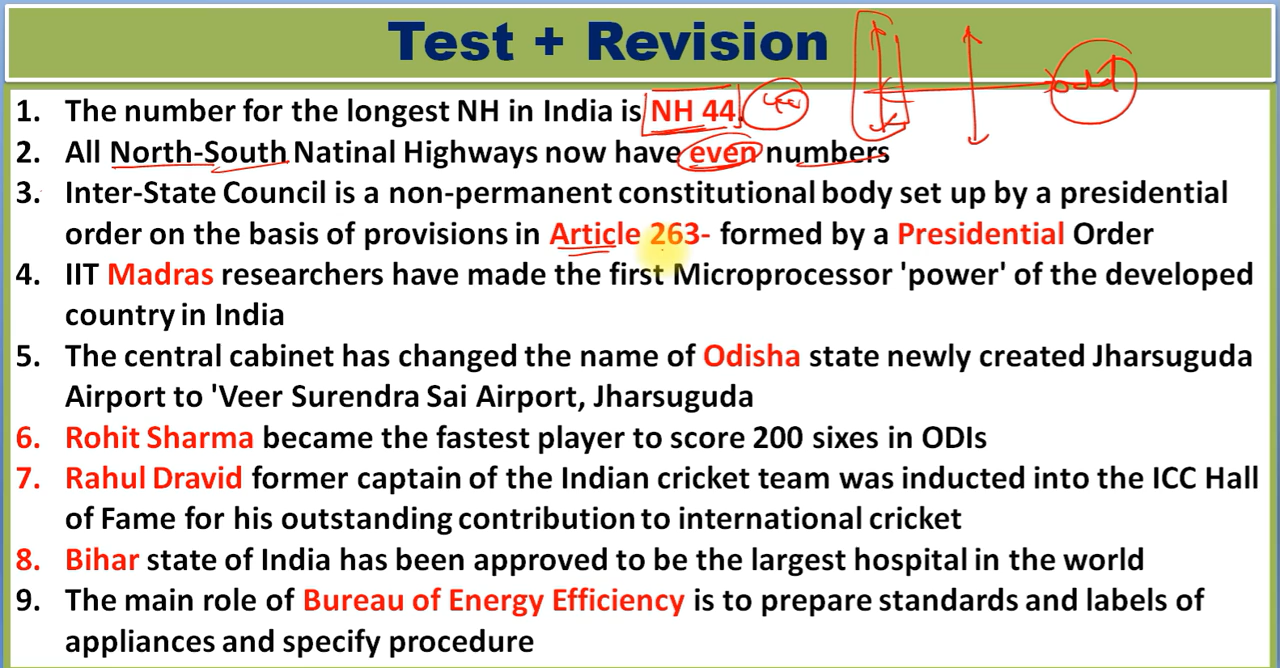 Test + Revision
1. The number for the longest NH in India is NH 44.
2. All North-South Natinal Highways now have even numbers
3. Inter-State Council is a non-permanent constitutional body set up by a presidential
order on the basis of provisions in Article 263- formed by a Presidential Order
4. IIT Madras researchers have made the first Microprocessor 'power' of the developed
country in India
5. The central cabinet has changed the name of Odisha state newly created Jharsuguda
Airport to 'Veer Surendra Sai Airport, Jharsuguda
6. Rohit Sharma became the fastest player to score 200 sixes in ODIs
7. Rahul Dravid former captain of the Indian cricket team was inducted into the ICC Hall
of Fame for his outstanding contribution to international cricket
8. Bihar state of India has been approved to be the largest hospital in the world
9. The main role of Bureau of Energy Efficiency is to prepare standards and labels of
appliances and specify procedure
odd